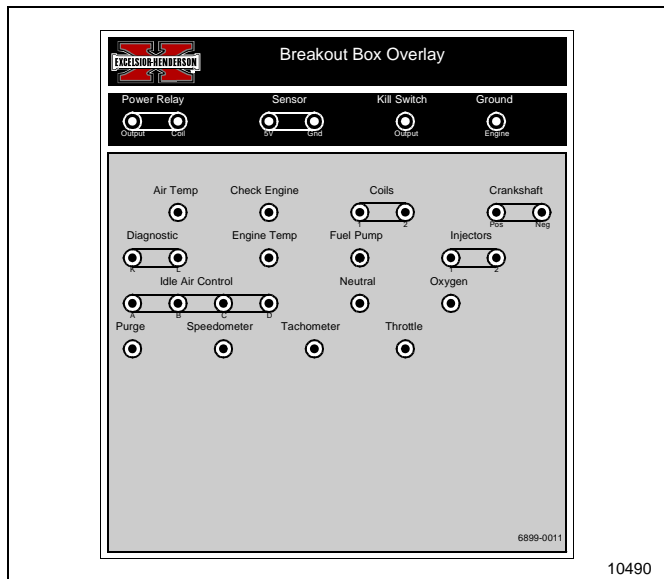 EXCELSIOR-HENDERSON
Breakout Box Overlay
Power Relay Sensor Kill Switch Ground
Output Coil 5V Gnd Output Engine
Air Temp Check Engine Coils Crankshaft
1 2 Pos Neg
Diagnostic Engine Temp Fuel Pump Injectors
K L 1 2
Idle Air Control Neutral Oxygen
A B C D
Purge Speedometer Tachometer Throttle
6899-0011
10490